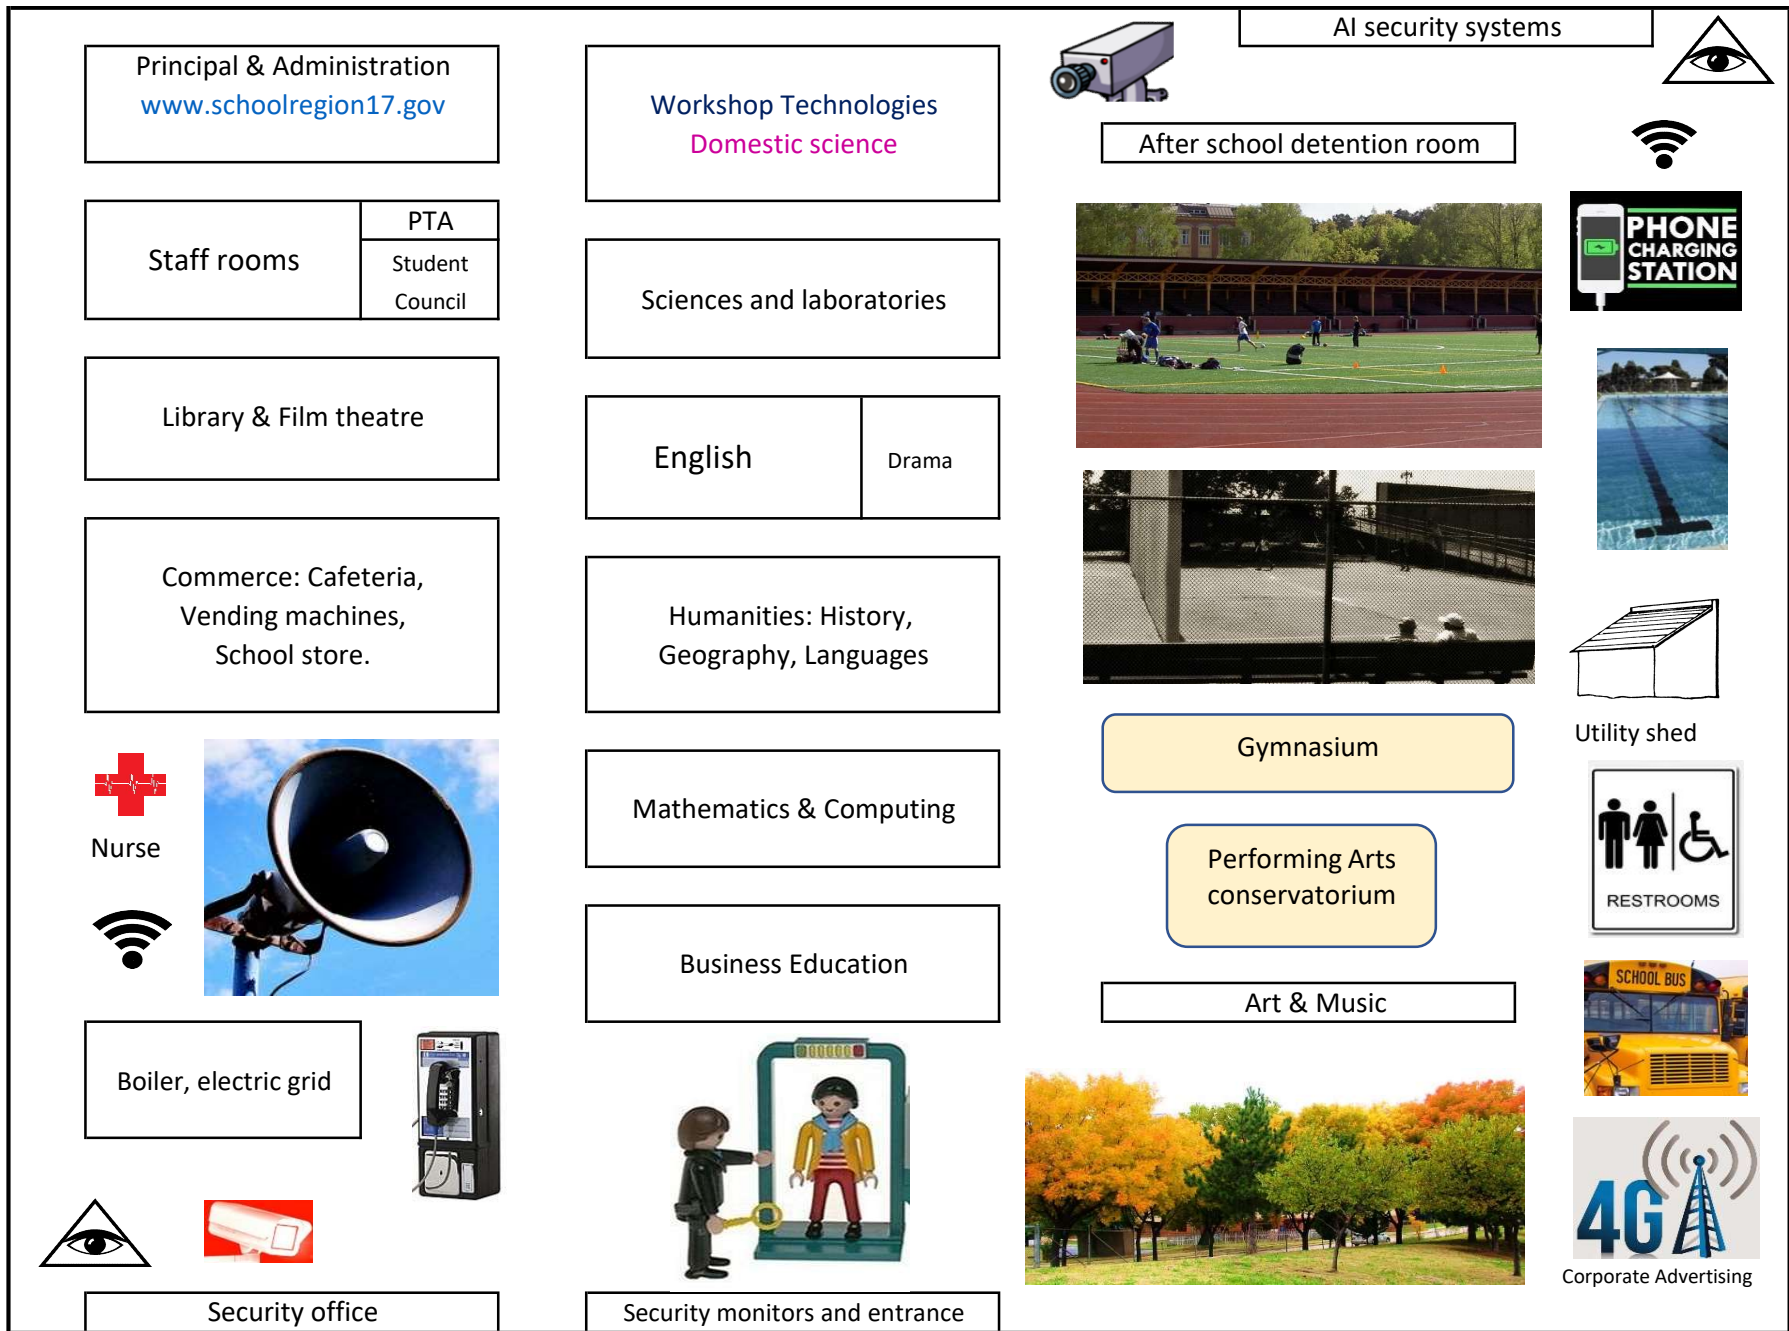 Principal & Administration
www.schoolregion17.gov
Staff rooms
PTA
Student
Council
Library & Film theatre
Commerce: Cafeteria,
Vending machines,
School store.
Nurse
Boiler, electric grid
Security office
Workshop Technologies
Domestic science
Sciences and laboratories
English
Drama
Humanities: History,
Geography, Languages
Mathematics & Computing
Business Education
Security monitors and entrance
AI security systems
After school detention room
Gymnasium
Performing Arts
conservatorium
Art & Music
PHONE
CHARGING
STATION
Utility shed
RESTROOMS
SCHOOL BUS
4G
Corporate Advertising